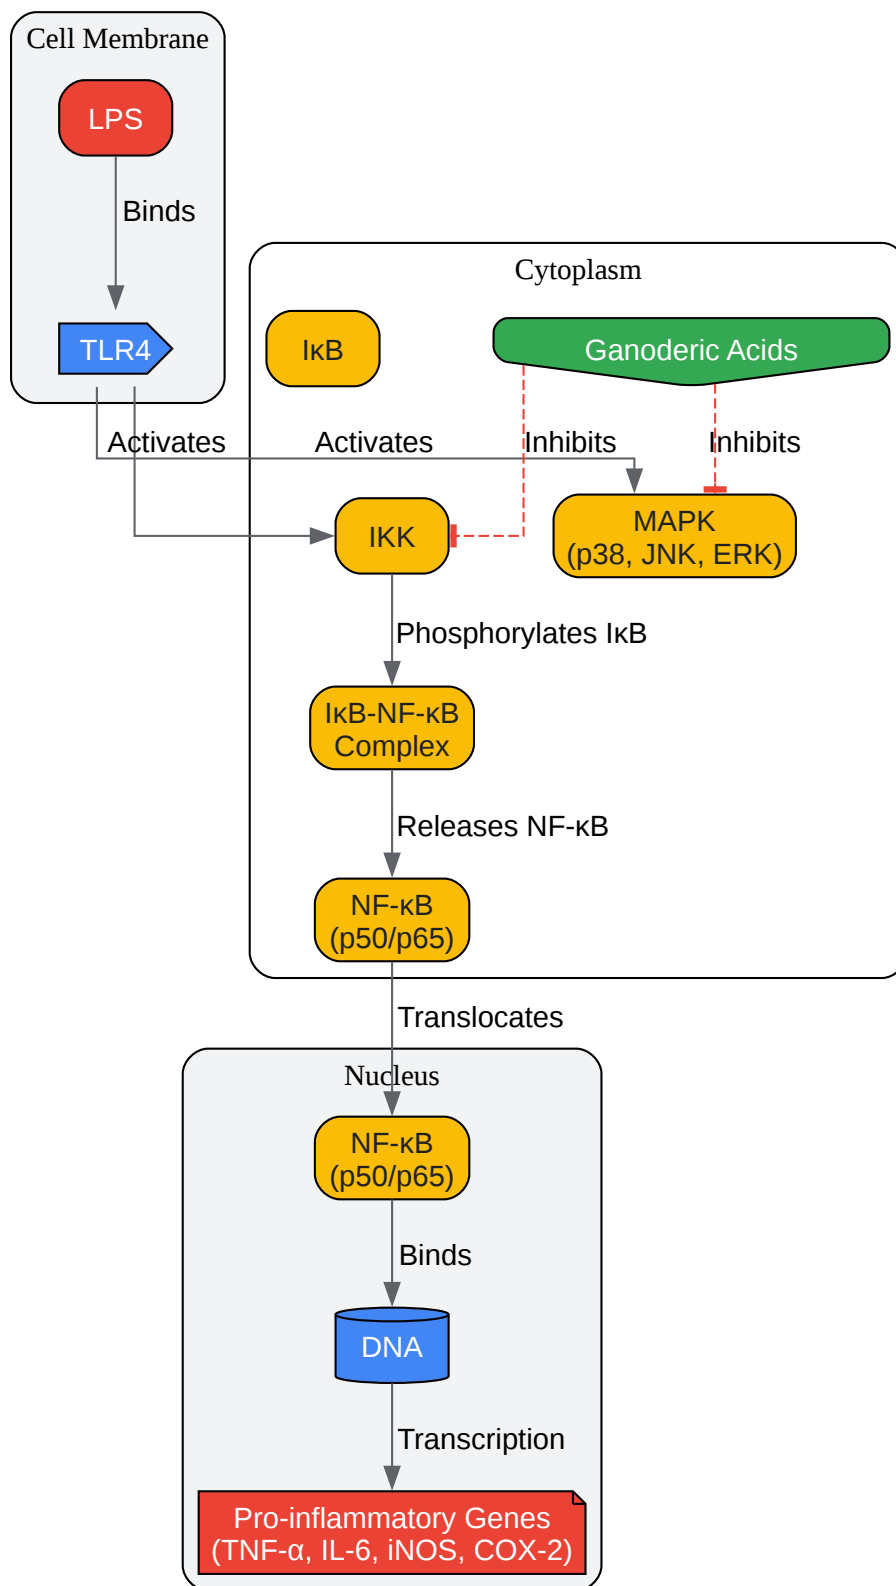 Cell Membrane
LPS
Binds
TLR4
Cytoplasm
IκB
Ganoderic Acids
Activates
Activates
Inhibits
Inhibits
IKK
MAPK
(p38, JNK, ERK)
Phosphorylates IκB
IκB-NF-κB
Complex
Releases NF-κB
NF-κB
(p50/p65)
Translocates
Nucleus
NF-κB
(p50/p65)
Binds
DNA
Transcription
Pro-inflammatory Genes
(TNF-α, IL-6, iNOS, COX-2)